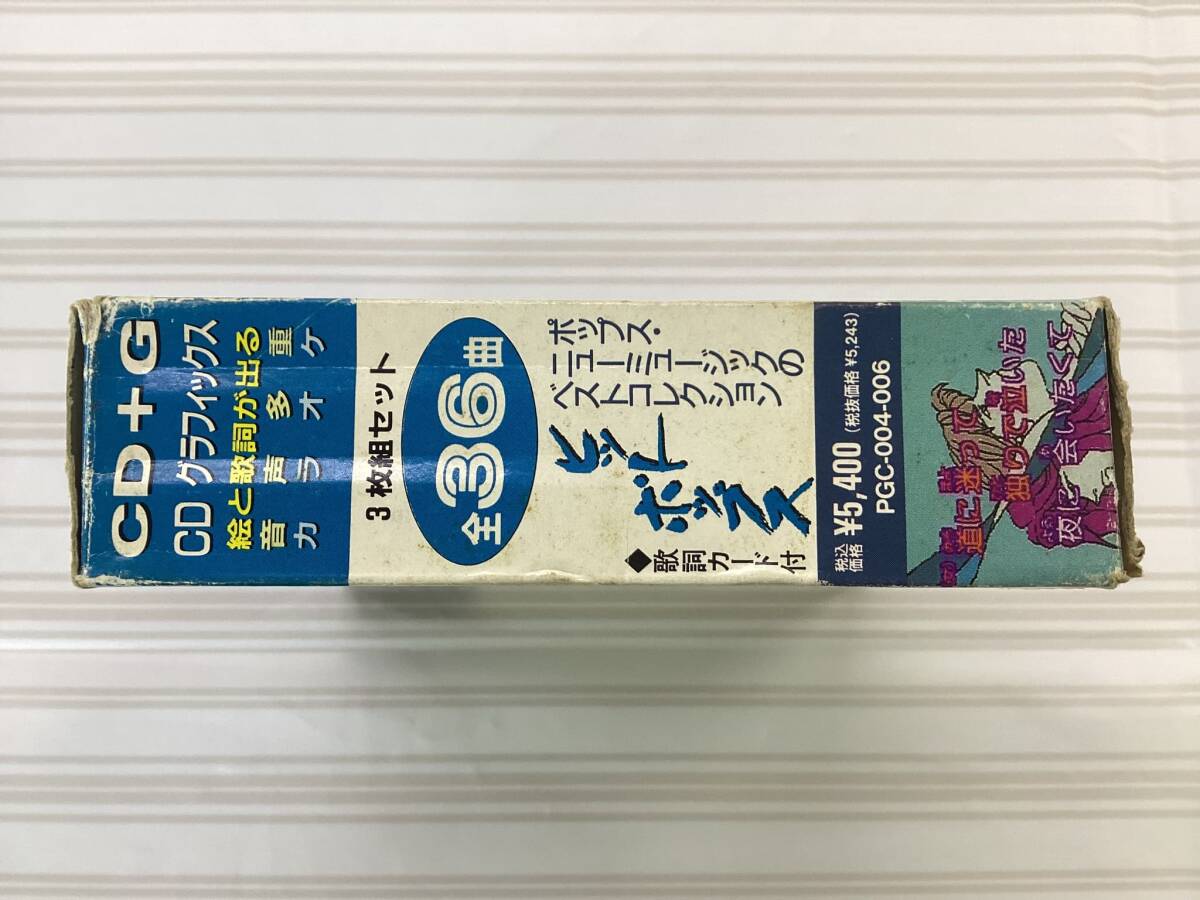 CD+G
CD グラフィックス
絵と歌詞が出る
音声多重
カラオケ
3枚組セット
全36曲
ポップス・
ニューミュージックの
ベストコレクション
ヒット
ポップス
◆歌詞カード付
税込価格 ¥5,400 (税抜価格¥5,243)
PGC-004-006
道に迷って
独りで泣いた
夜に
会いたくて